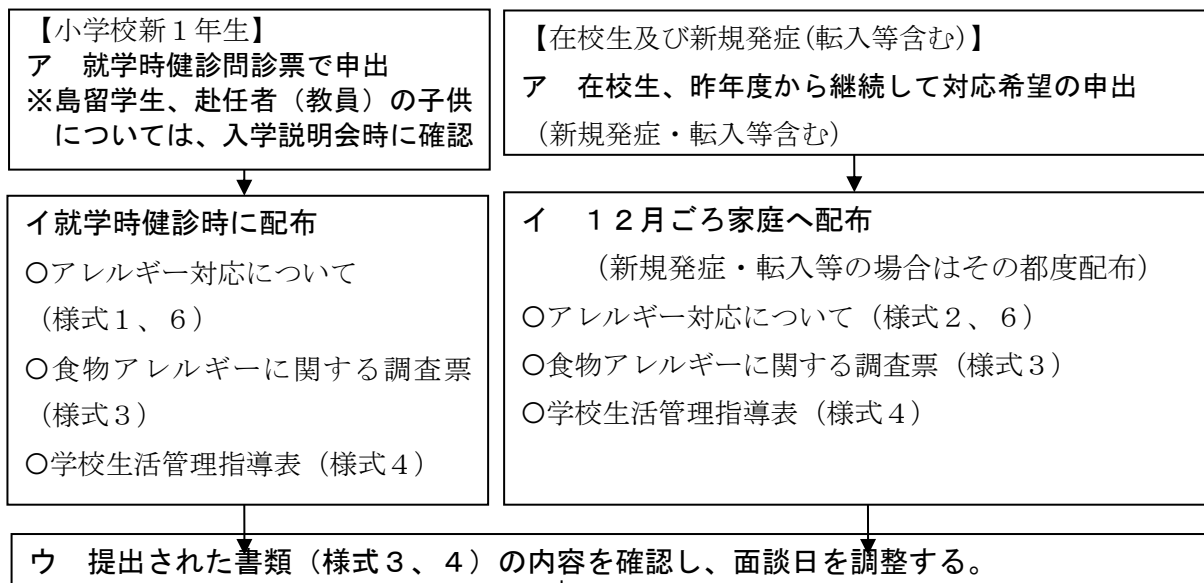 【小学校新1年生】
ア　就学時健診問診票で申出
※島留学生、赴任者（教員）の子供
については、入学説明会時に確認
【在校生及び新規発症(転入等含む)】
ア　在校生、昨年度から継続して対応希望の申出
（新規発症・転入等含む）
イ就学時健診時に配布
○アレルギー対応について
（様式１、６）
○食物アレルギーに関する調査票
（様式３）
○学校生活管理指導表（様式４）
イ　１２月ごろ家庭へ配布
（新規発症・転入等の場合はその都度配布）
○アレルギー対応について（様式２、６）
○食物アレルギーに関する調査票（様式３）
○学校生活管理指導表（様式４）
ウ　提出された書類（様式３、４）の内容を確認し、面談日を調整する。